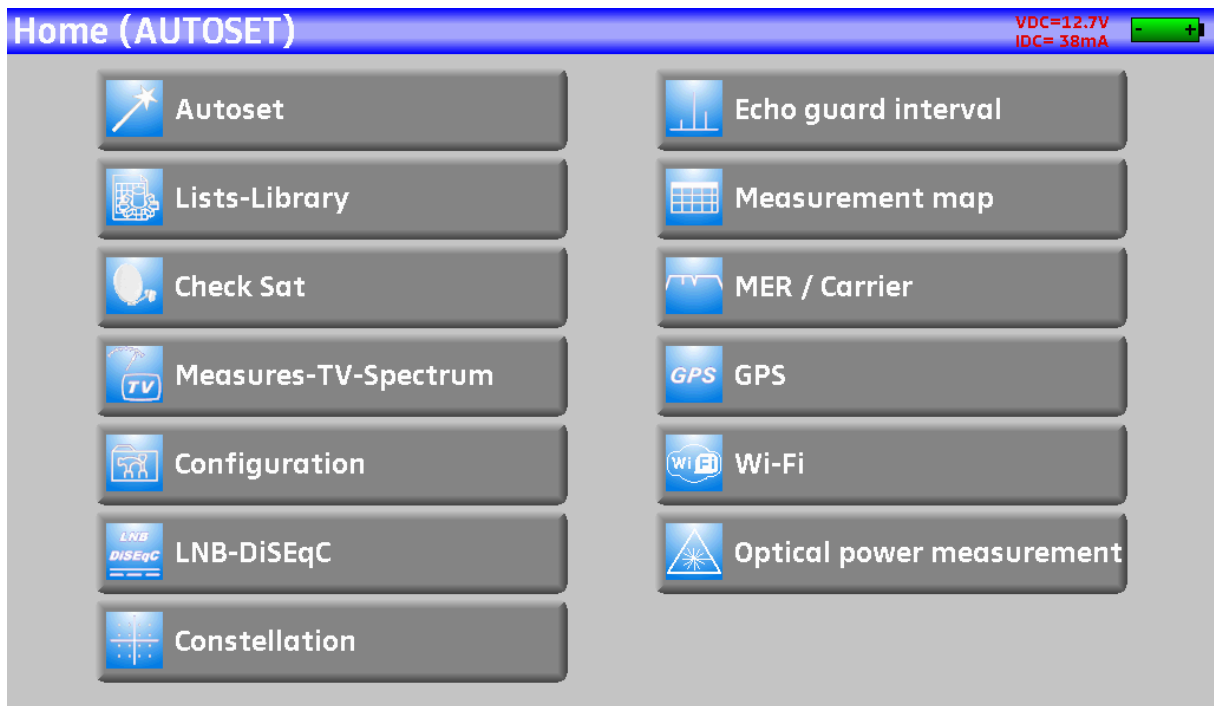 Home (AUTOSET)
VDC=12.7V
IDC= 38mA
- +
Autoset
Lists-Library
Check Sat
TV
Measures-TV-Spectrum
Configuration
LNB
DiSEqC
LNB-DiSEqC
Constellation
Echo guard interval
Measurement map
MER / Carrier
GPS GPS
Wi Fi Wi-Fi
Optical power measurement